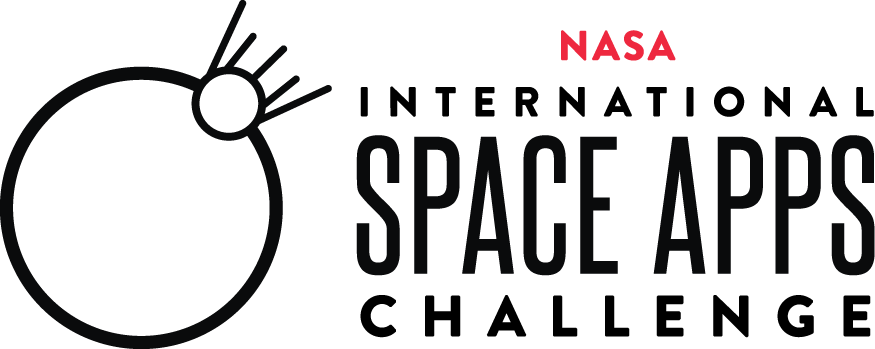 NASA
INTERNATIONAL
SPACE APPS
CHALLENGE